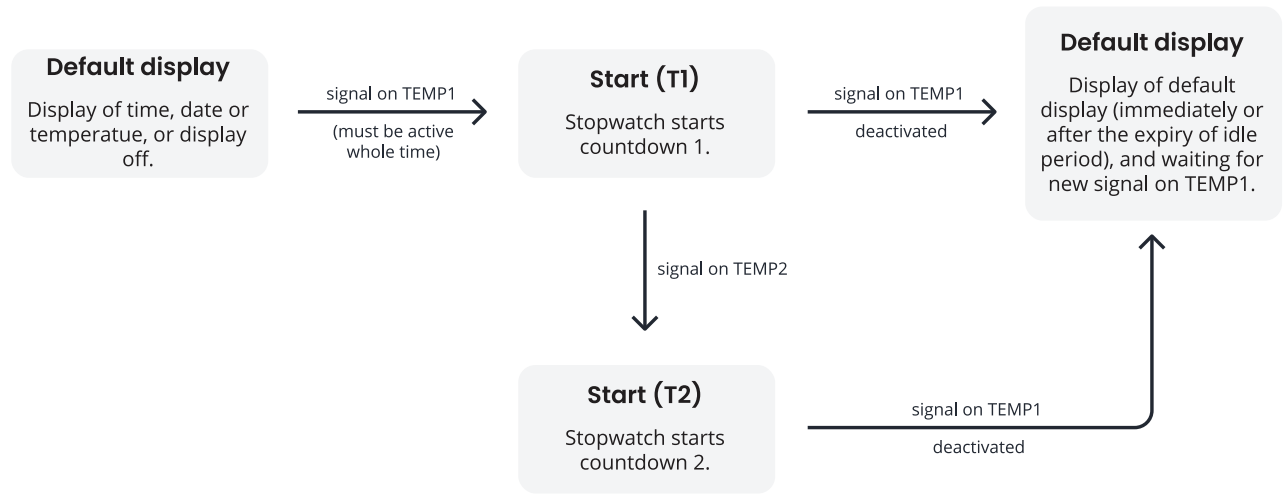 Default display
Display of time, date or
temperatue, or display
off.
signal on TEMP1
(must be active
whole time)
Start (T1)
Stopwatch starts
countdown 1.
signal on TEMP1
deactivated
Default display
Display of default
display (immediately or
after the expiry of idle
period), and waiting for
new signal on TEMP1.
signal on TEMP2
Start (T2)
Stopwatch starts
countdown 2.
signal on TEMP1
deactivated